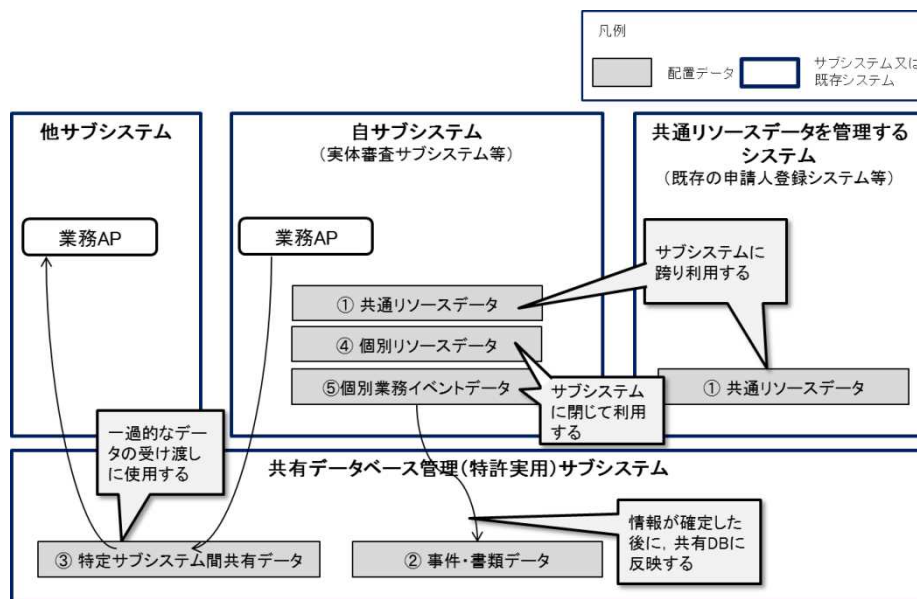 凡例
配置データ
サブシステム又は
既存システム
他サブシステム
業務AP
自サブシステム
(実体審査サブシステム等)
業務AP
① 共通リソースデータ
④ 個別リソースデータ
⑤個別業務イベントデータ
共通リソースデータを管理する
システム
(既存の申請人登録システム等)
サブシステムに
跨り利用する
① 共通リソースデータ
サブシステム
に閉じて利用
する
一過的なデー
タの受け渡し
に使用する
共有データベース管理(特許実用)サブシステム
③ 特定サブシステム間共有データ
② 事件・書類データ
情報が確定した
後に，共有DBに
反映する